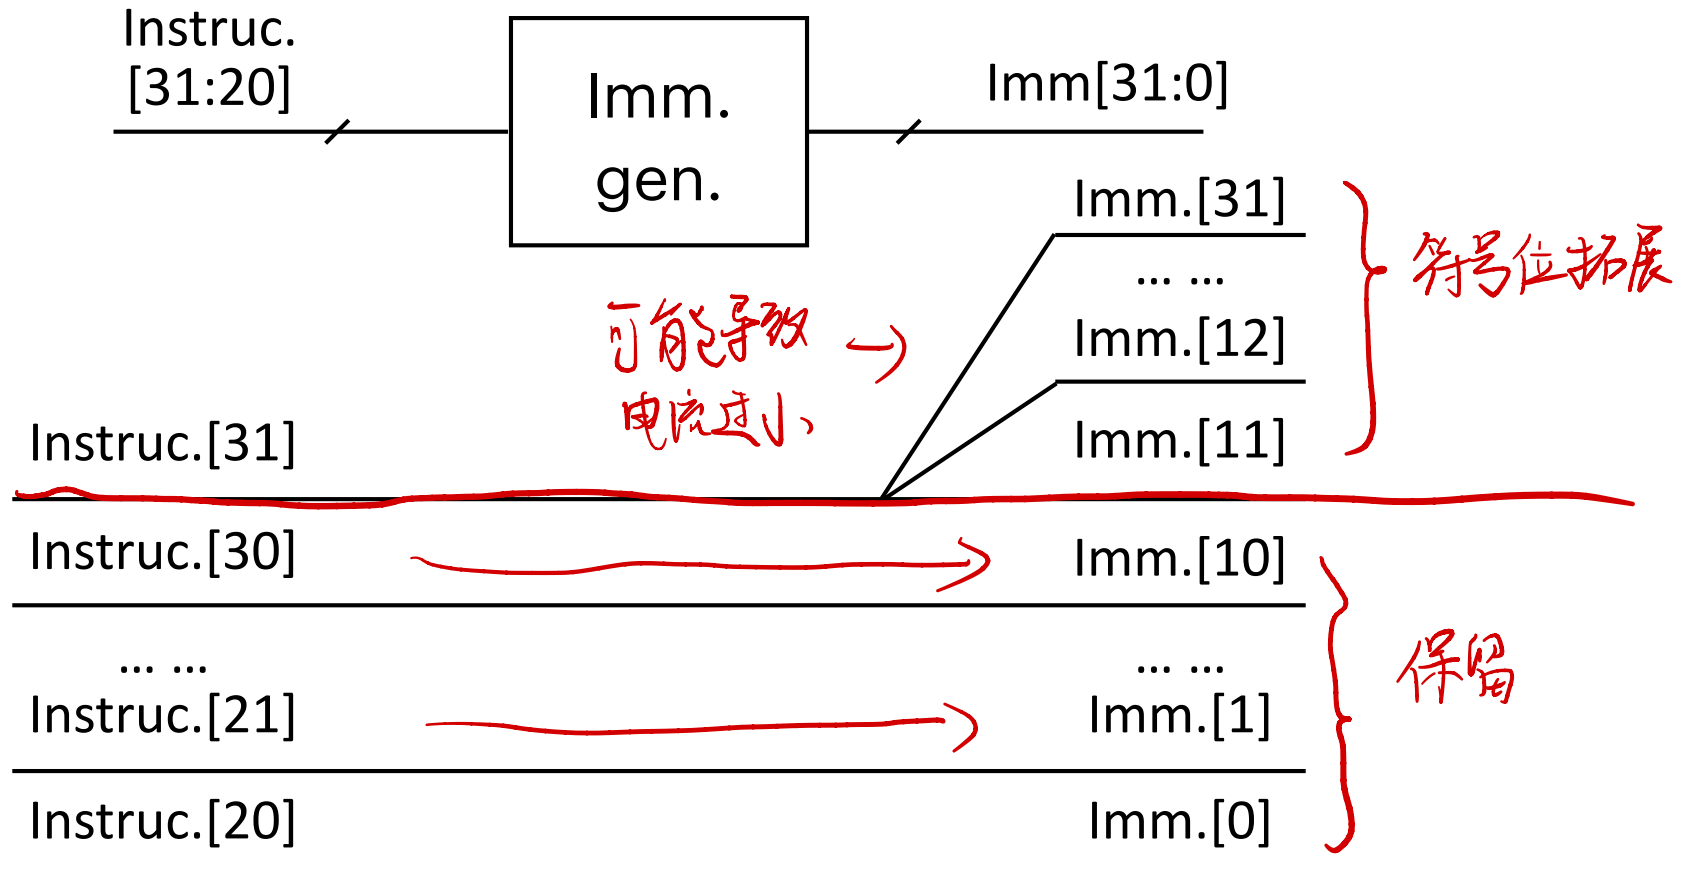 Instruc.
[31:20]
Imm.
gen.
Imm[31:0]
Imm.[31]
... ...
Imm.[12]
Imm.[11]
符号位拓展
可能导致
电流过小
Instruc.[31]
Instruc.[30]
Imm.[10]
... ...
... ...
保留
Instruc.[21]
Imm.[1]
Instruc.[20]
Imm.[0]